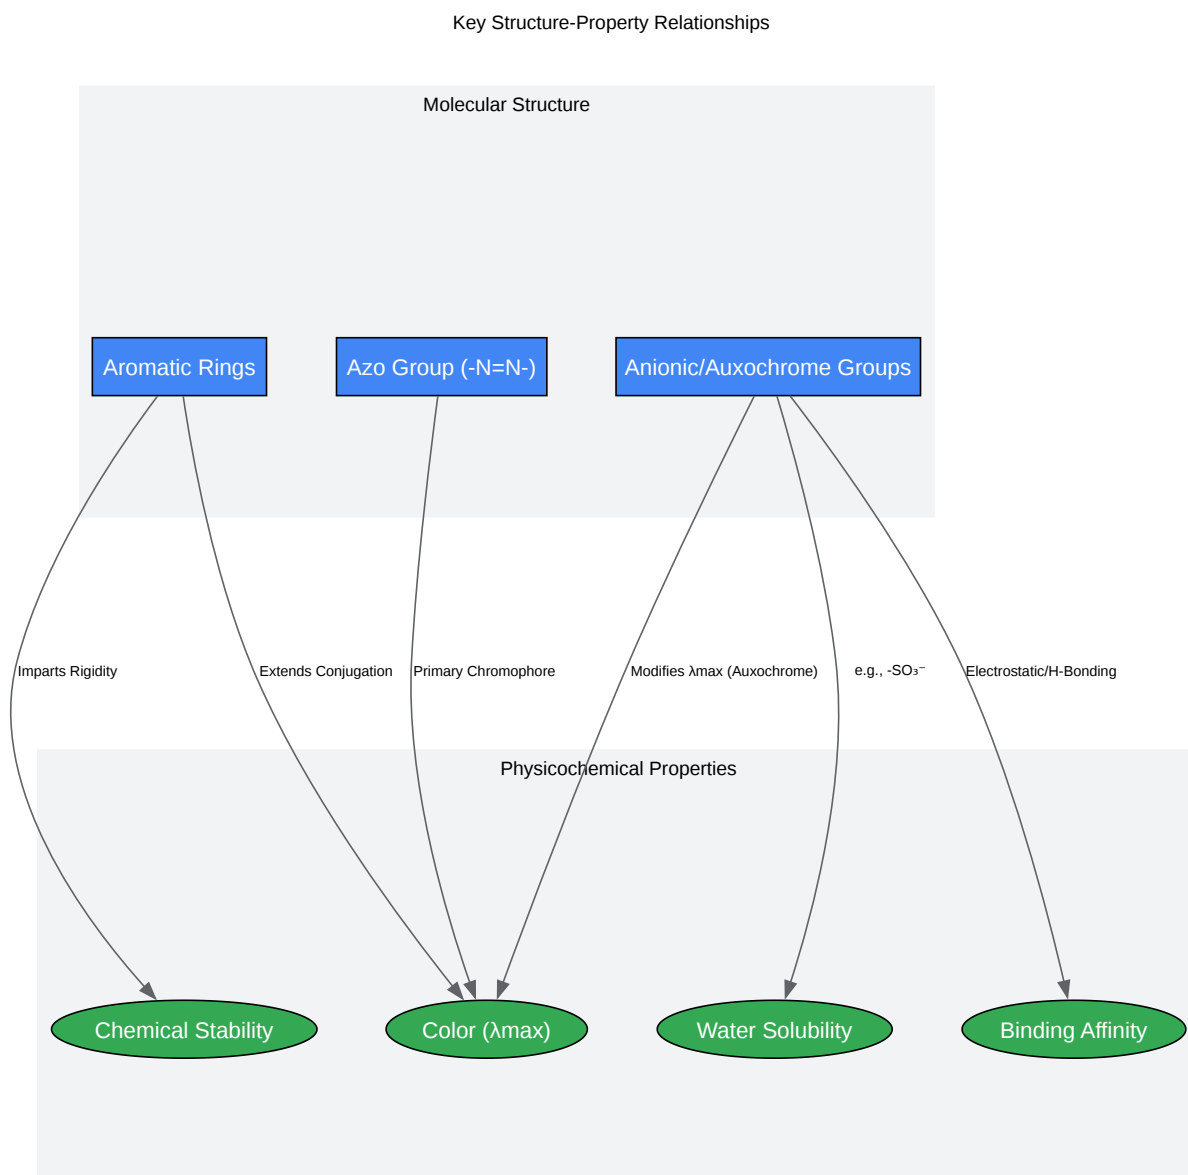 Key Structure-Property Relationships
Molecular Structure
Aromatic Rings
Azo Group (-N=N-)
Anionic/Auxochrome Groups
Imparts Rigidity
Extends Conjugation
Primary Chromophore
Modifies λmax (Auxochrome)
e.g., -SO₃⁻
Electrostatic/H-Bonding
Physicochemical Properties
Chemical Stability
Color (λmax)
Water Solubility
Binding Affinity